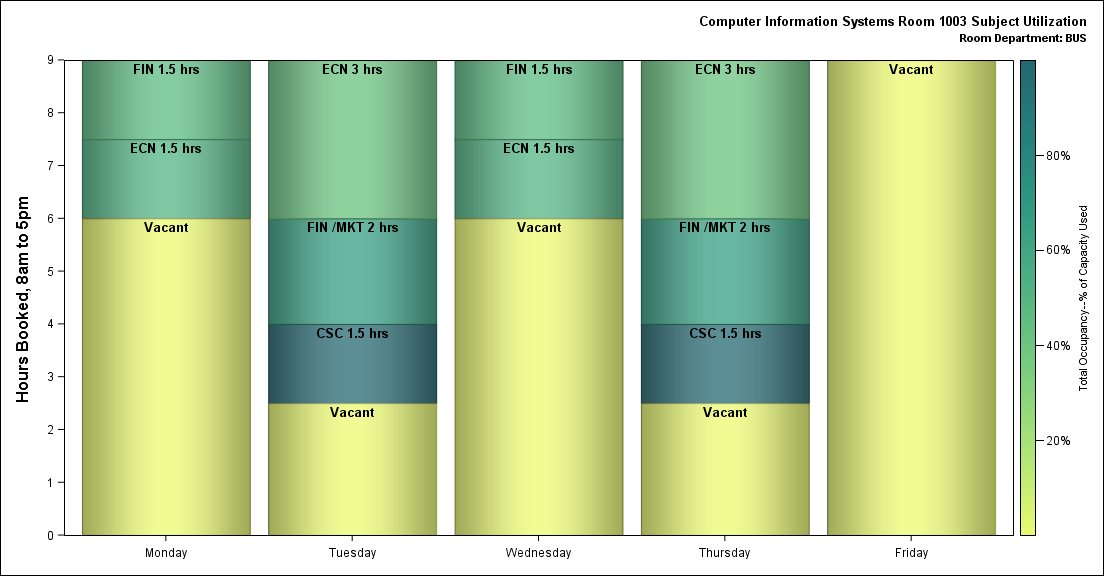 Computer Information Systems Room 1003 Subject Utilization
Room Department: BUS
Hours Booked, 8am to 5pm
9
8
7
6
5
4
3
2
1
0
FIN 1.5 hrs
ECN 1.5 hrs
Vacant
ECN 3 hrs
FIN /MKT 2 hrs
CSC 1.5 hrs
Vacant
FIN 1.5 hrs
ECN 1.5 hrs
Vacant
ECN 3 hrs
FIN /MKT 2 hrs
CSC 1.5 hrs
Vacant
Vacant
Monday
Tuesday
Wednesday
Thursday
Friday
80%
60%
40%
20%
Total Occupancy--% of Capacity Used